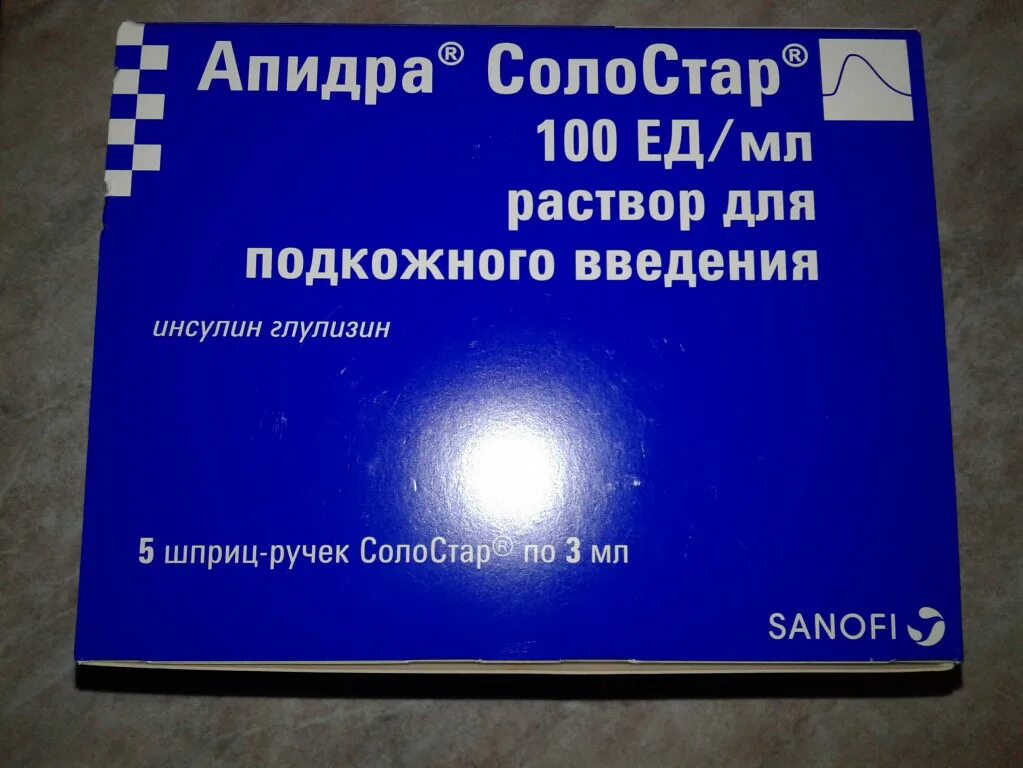 Апидра® СолоСтар®
100 ЕД/мл
раствор для
подкожного введения
инсулин глулизин
5 шприц-ручек СолоСтар® по 3 мл
SANOFI